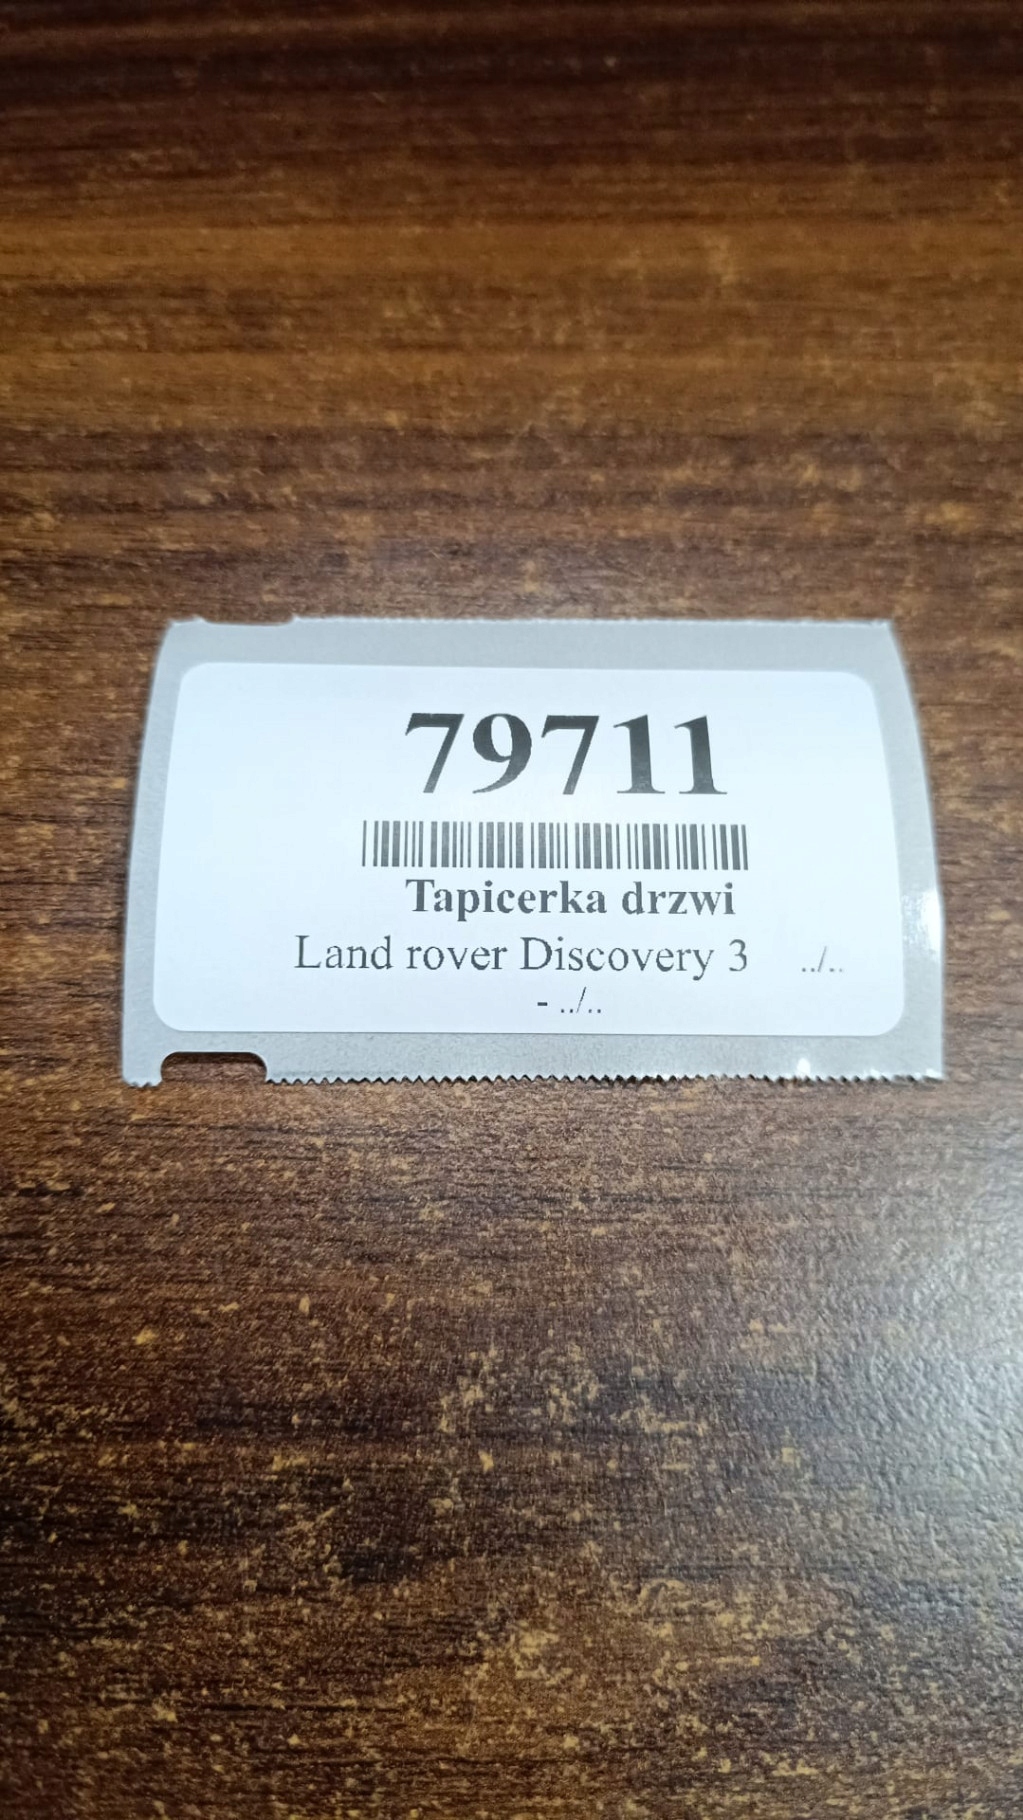 79711
Tapicerka drzwi
Land rover Discovery 3 ../..
- ../..